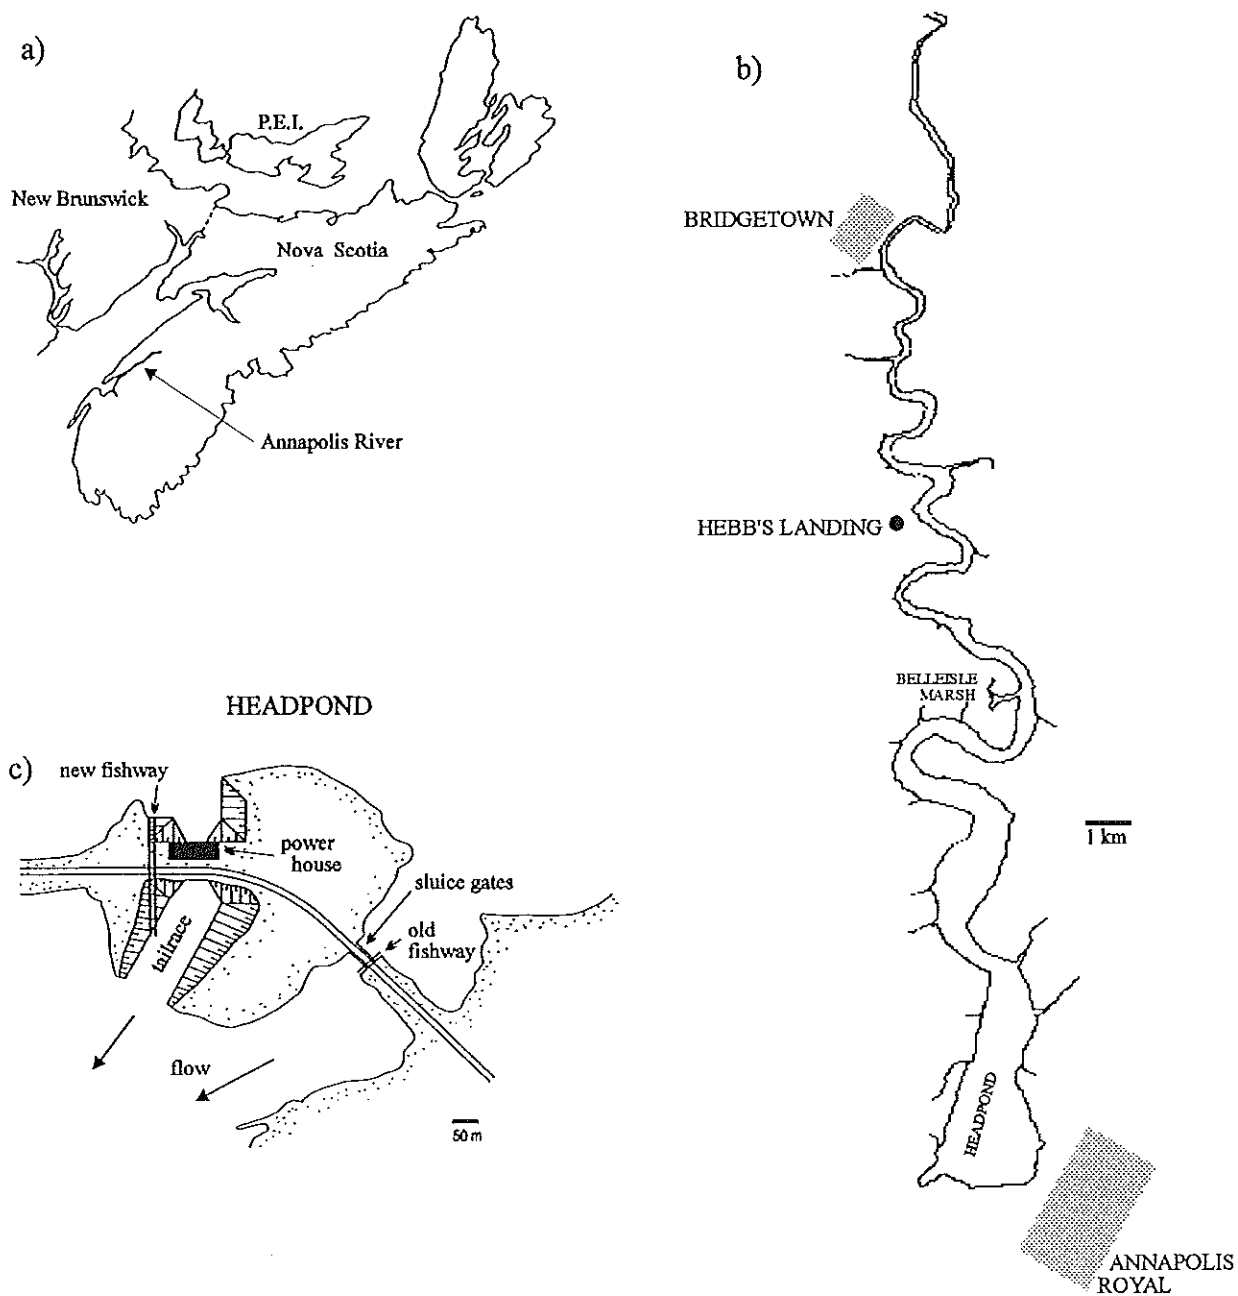 a)
P.E.I.
New Brunswick
Nova Scotia
Annapolis River
b)
BRIDGETOWN
HEBB'S LANDING
BELLEISLE
MARSH
1 km
HEADPOND
ANNAPOLIS
ROYAL
HEADPOND
c)
new fishway
power
house
sluice gates
old
fishway
tailrace
flow
50 m